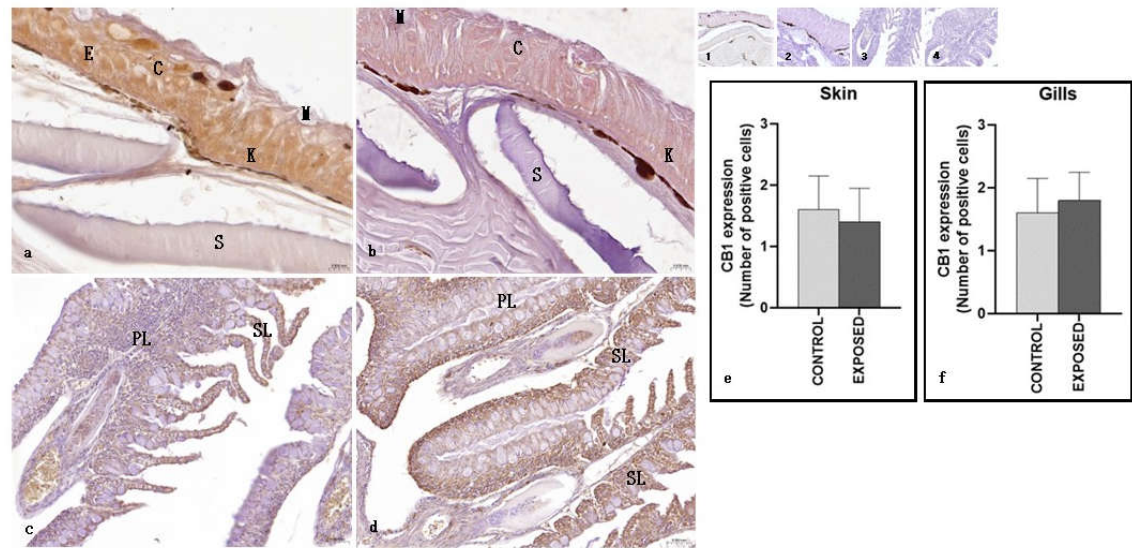 M
E
C
M
K
S
a
M
C
K
S
b
PL
SL
c
PL
SL
SL
d
1
2
3
4
Skin
CB1 expression
(Number of positive cells)
3
2
1
0
CONTROL
EXPOSED
e
Gills
CB1 expression
(Number of positive cells)
3
2
1
0
CONTROL
EXPOSED
f